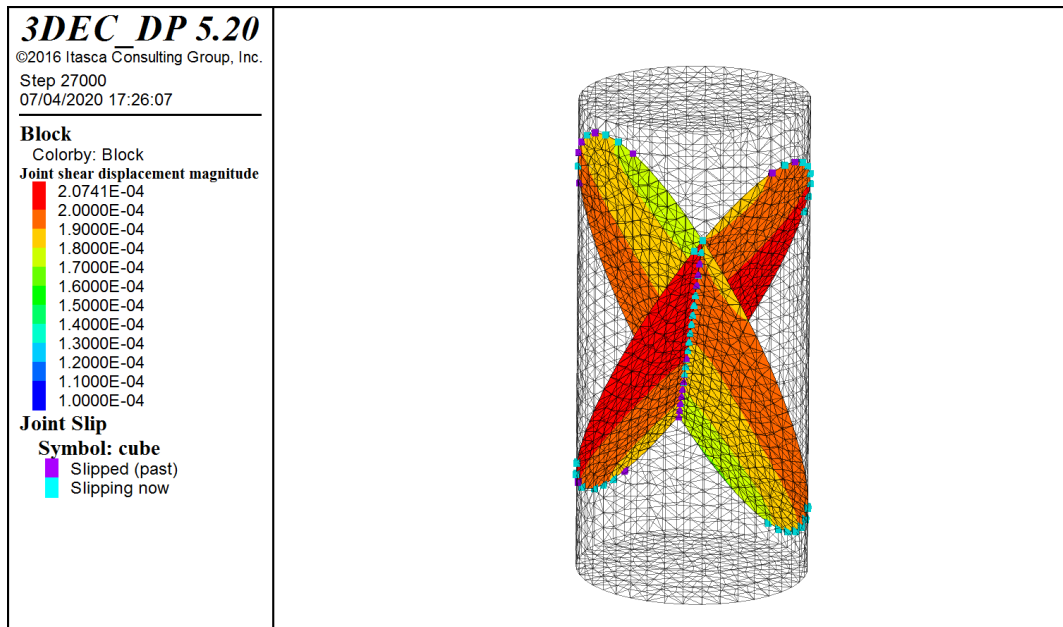 3DEC_DP 5.20
©2016 Itasca Consulting Group, Inc.
Step 27000
07/04/2020 17:26:07
Block
Colorby: Block
Joint shear displacement magnitude
2.0741E-04
2.0000E-04
1.9000E-04
1.8000E-04
1.7000E-04
1.6000E-04
1.5000E-04
1.4000E-04
1.3000E-04
1.2000E-04
1.1000E-04
1.0000E-04
Joint Slip
Symbol: cube
Slipped (past)
Slipping now